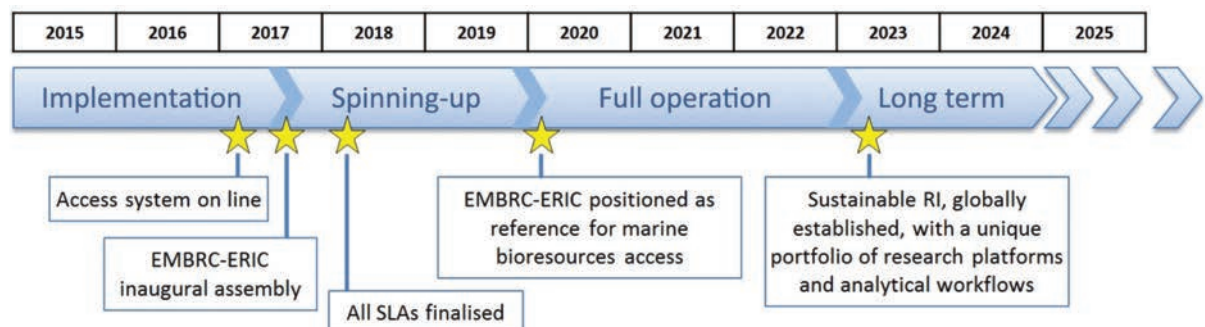 2015 2016 2017 2018 2019 2020 2021 2022 2023 2024 2025
Implementation Spinning-up Full operation Long term
Access system on line
EMBRC-ERIC
inaugural assembly
All SLAs finalised
EMBRC-ERIC positioned as
reference for marine
bioresources access
Sustainable RI, globally
established, with a unique
portfolio of research platforms
and analytical workflows